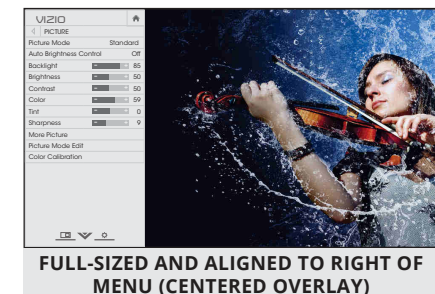 VIZIO
PICTURE
Picture Mode Standard
Auto Brightness Control Off
Backlight 85
Brightness 50
Contrast 50
Color 59
Tint 0
Sharpness 9
More Picture
Picture Mode Edit
Color Calibration
FULL-SIZED AND ALIGNED TO RIGHT OF
MENU (CENTERED OVERLAY)